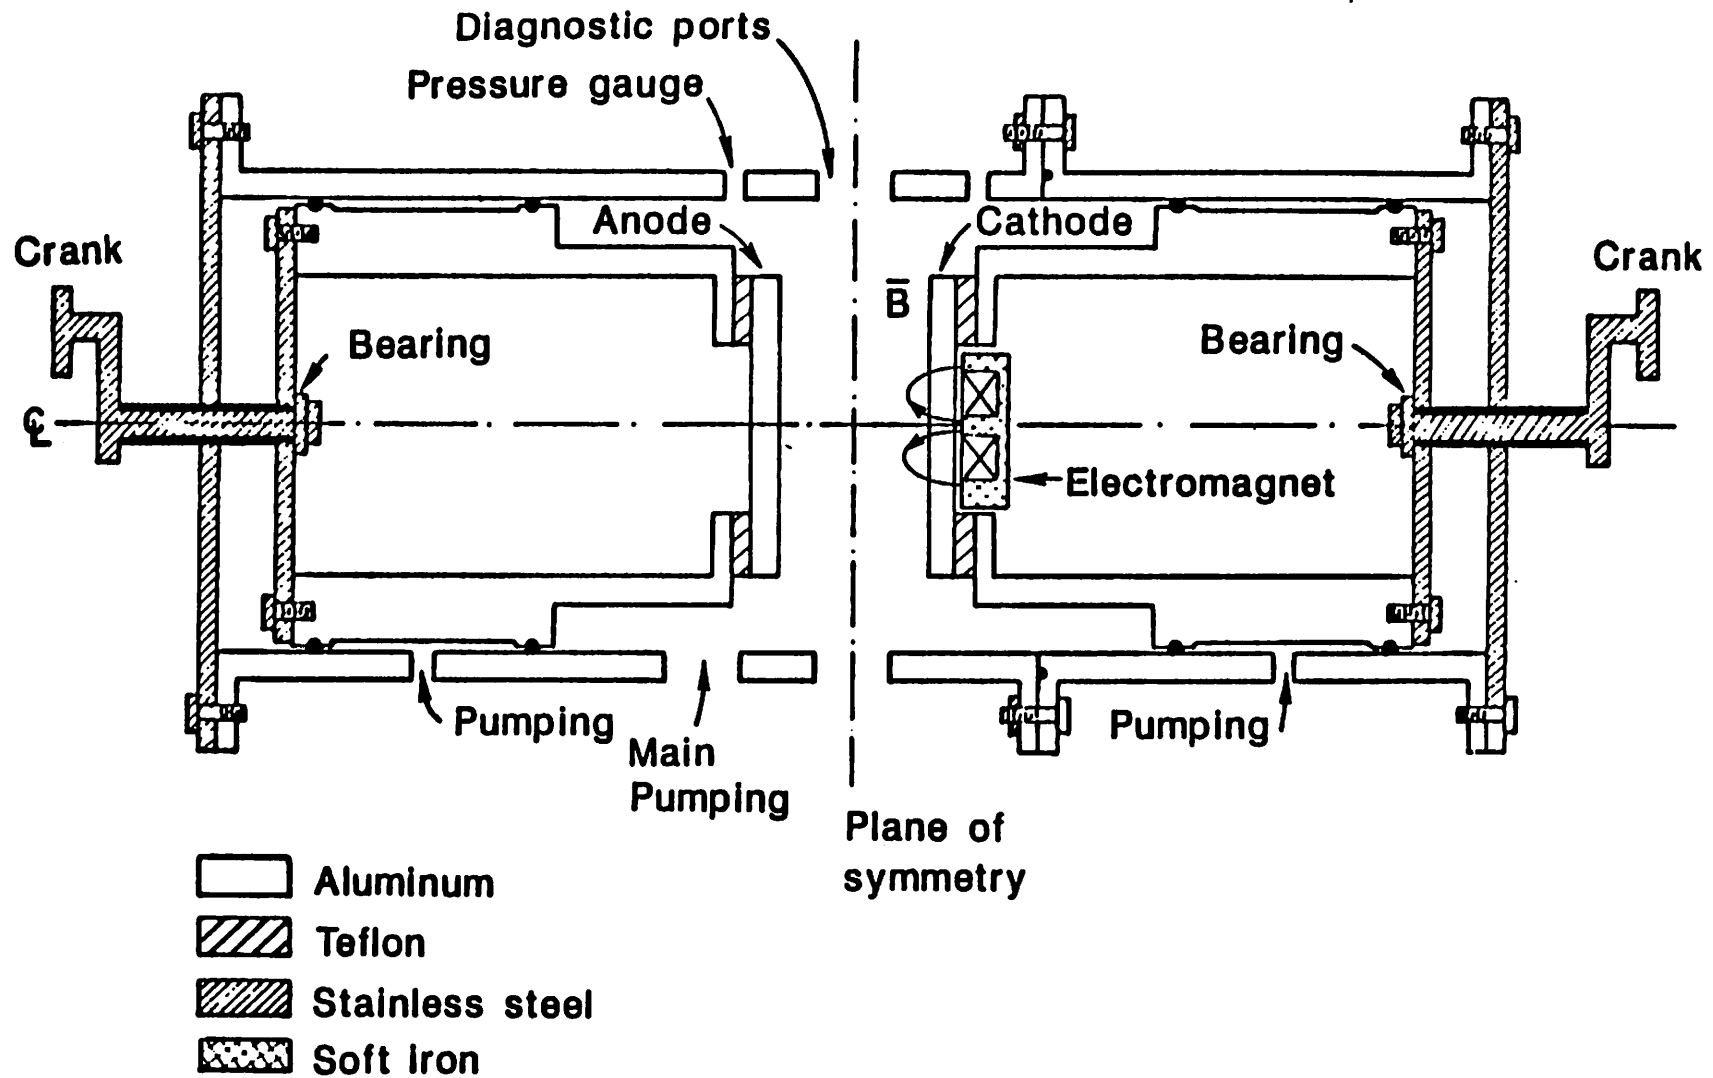 Diagnostic ports
Pressure gauge
Anode
Cathode
Crank
Crank
B̅
Bearing
Bearing
℄
Electromagnet
Pumping
Pumping
Main
Pumping
Plane of
symmetry
Aluminum
Teflon
Stainless steel
Soft iron